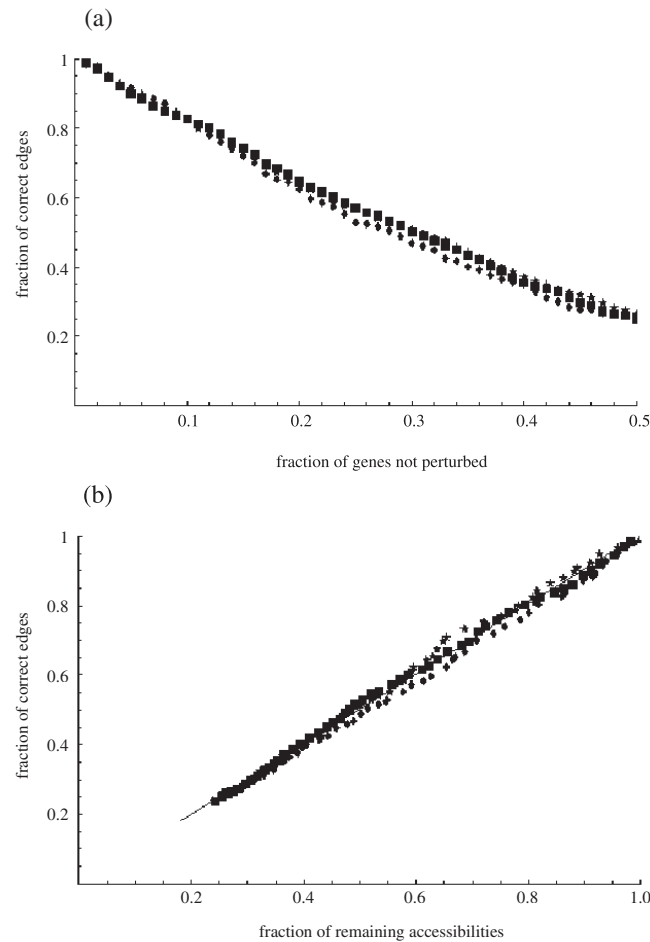 (a)
1
0.8
0.6
0.4
0.2
fraction of correct edges
0.1 0.2 0.3 0.4 0.5
fraction of genes not perturbed
(b)
1
0.8
0.6
0.4
0.2
fraction of correct edges
0.2 0.4 0.6 0.8 1.0
fraction of remaining accessibilities